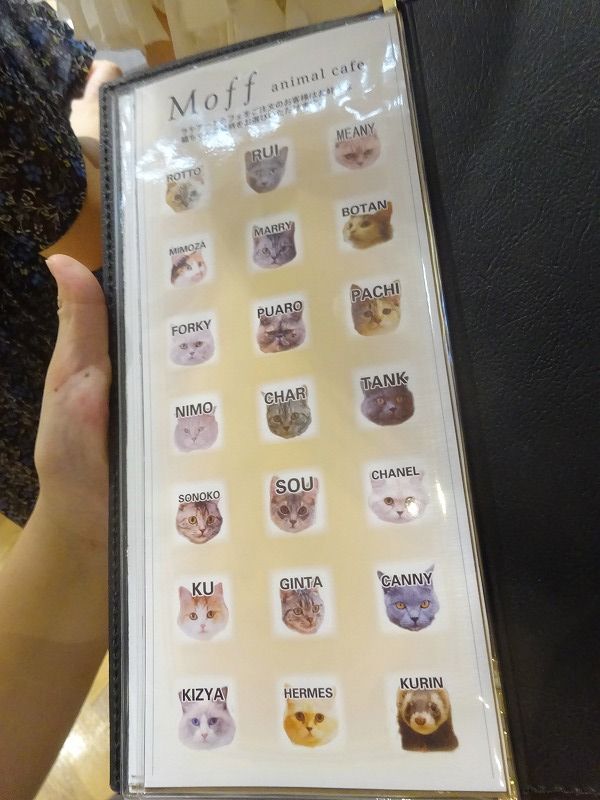 Moff animal cafe
ROTTO RUI MEANY
MIMOZA MARRY BOTAN
FORKY PUARO PACHI
NIMO CHAR TANK
SONOKO SOU CHANEL
KU GINTA CANNY
KIZYA HERMES KURIN